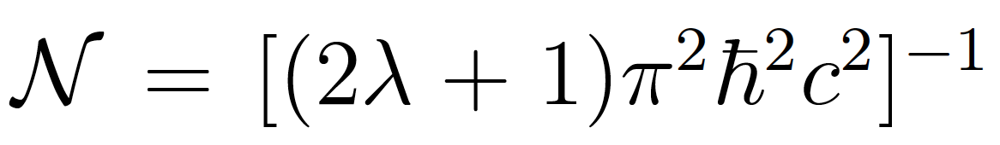 𝒩 = [(2λ + 1)π²ℏ²c²]⁻¹